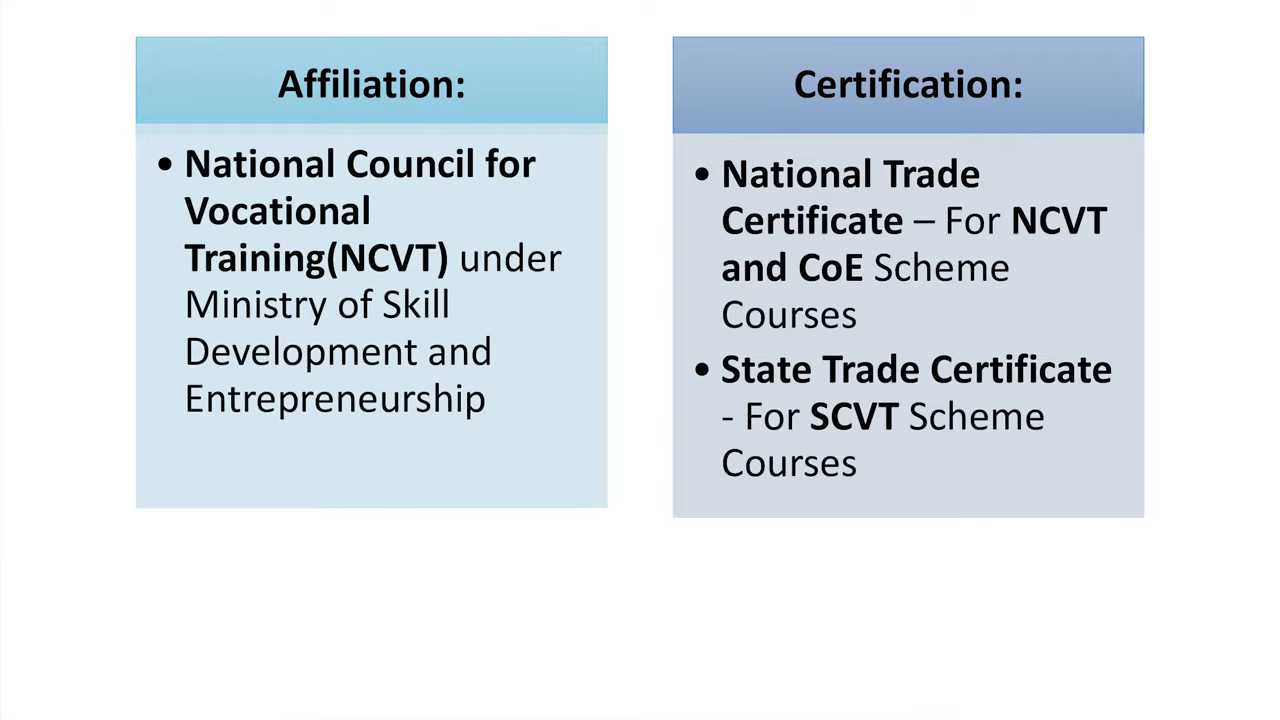 Affiliation:
• National Council for
Vocational
Training(NCVT) under
Ministry of Skill
Development and
Entrepreneurship
Certification:
• National Trade
Certificate – For NCVT
and CoE Scheme
Courses
• State Trade Certificate
- For SCVT Scheme
Courses